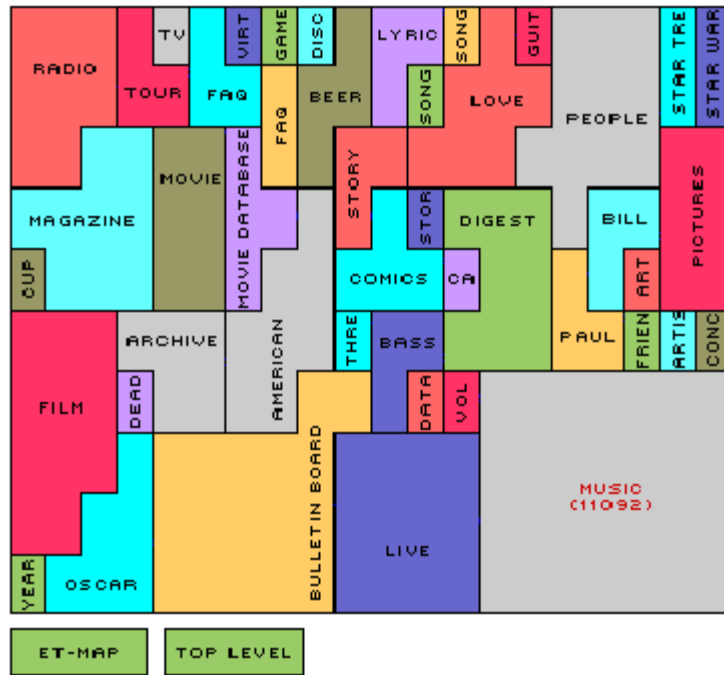 TV
VIRT
GAME
DISC
LYRIC
SONG
GUIT
STAR TRE
STAR WAR
RADIO
TOUR
FAQ
FAQ
BEER
SONG
LOVE
PEOPLE
MOVIE
MOVIE DATABASE
STORY
MAGAZINE
STOR
DIGEST
BILL
PICTURES
CUP
COMICS
CA
ART
ARCHIVE
AMERICAN
THRE
BASS
PAUL
FRIEN
ARTIS
CONC
FILM
DEAD
DATA
VOL
BULLETIN BOARD
MUSIC
(11092)
LIVE
YEAR
OSCAR
ET-MAP
TOP LEVEL